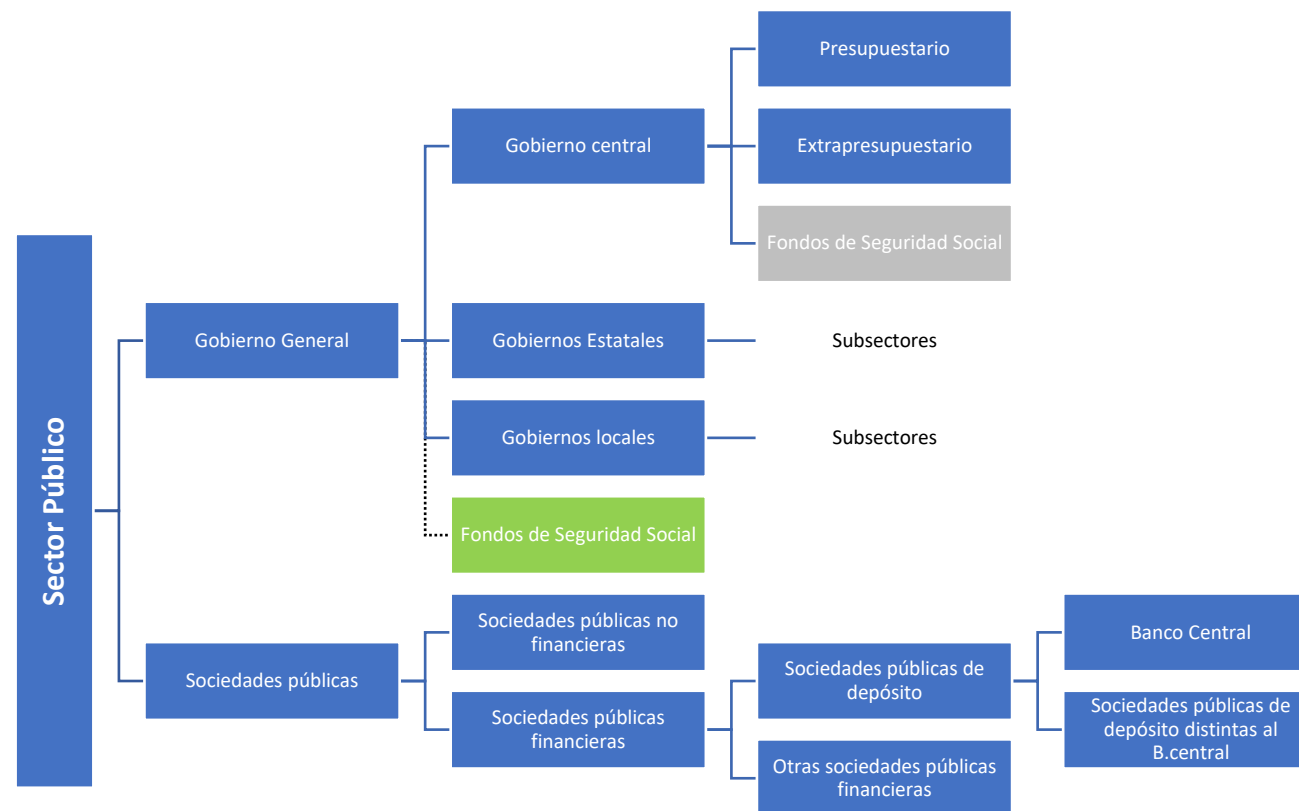 Sector Público
Gobierno General
Gobierno central
Presupuestario
Extrapresupuestario
Fondos de Seguridad Social
Gobiernos Estatales
Subsectores
Gobiernos locales
Subsectores
Fondos de Seguridad Social
Sociedades públicas
Sociedades públicas no
financieras
Sociedades públicas
financieras
Sociedades públicas de
depósito
Banco Central
Sociedades públicas de
depósito distintas al
B.central
Otras sociedades públicas
financieras